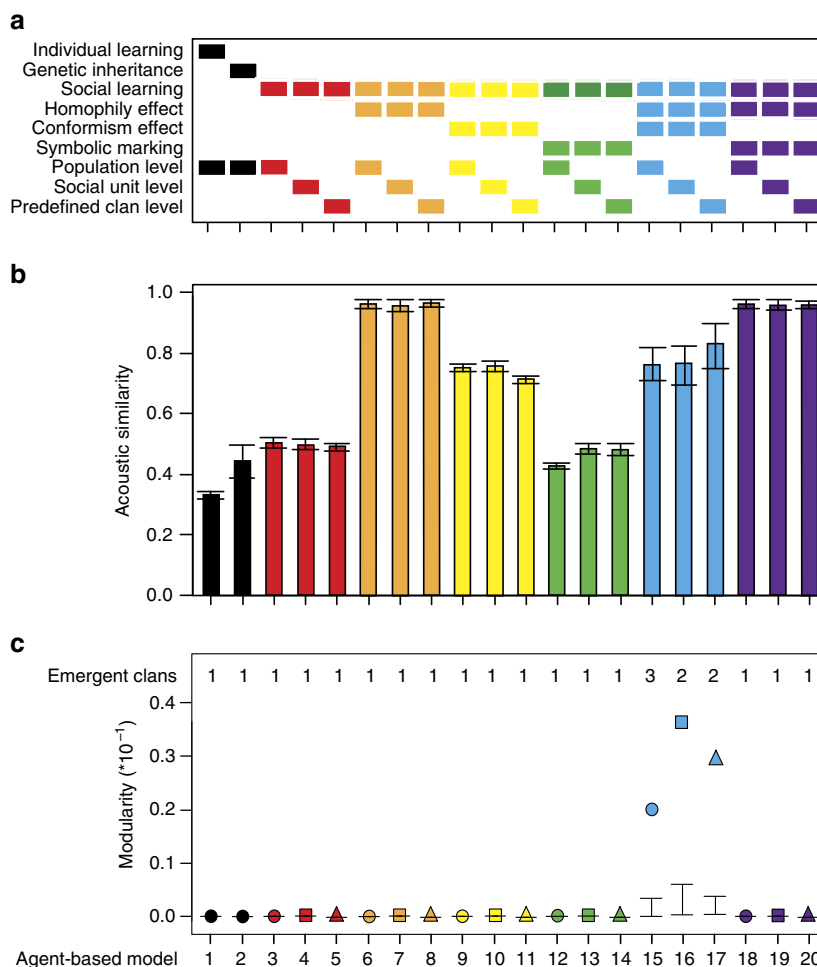 a
Individual learning
Genetic inheritance
Social learning
Homophily effect
Conformism effect
Symbolic marking
Population level
Social unit level
Predefined clan level
b
1.0
0.8
0.6
0.4
0.2
0.0
Acoustic similarity
c
Emergent clans 1 1 1 1 1 1 1 1 1 1 1 1 1 1 3 2 2 1 1 1
0.4
0.3
0.2
0.1
0.0
Modularity (*10⁻¹)
Agent-based model 1 2 3 4 5 6 7 8 9 10 11 12 13 14 15 16 17 18 19 20